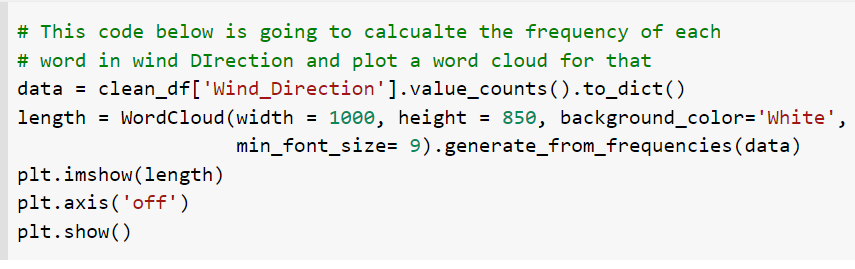 # This code below is going to calcualte the frequency of each
# word in wind DIrection and plot a word cloud for that
data = clean_df['Wind_Direction'].value_counts().to_dict()
length = WordCloud(width = 1000, height = 850, background_color='White',
                   min_font_size= 9).generate_from_frequencies(data)
plt.imshow(length)
plt.axis('off')
plt.show()